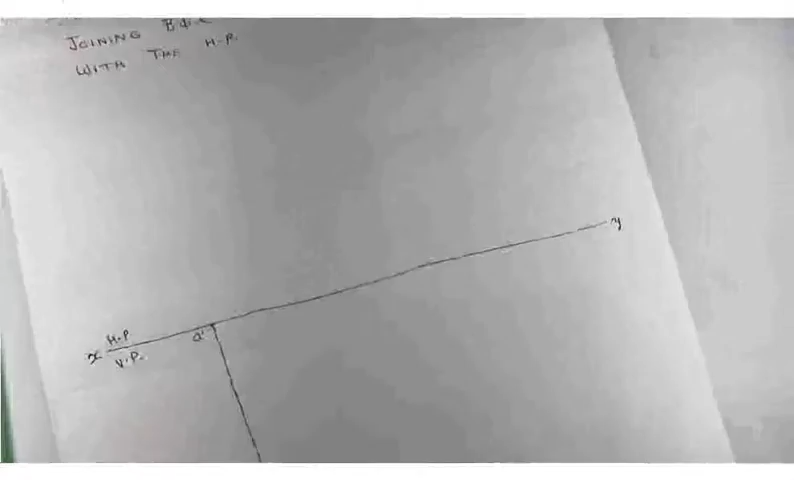 JOINING B &
WITH THE H.P.
y
H.P
x
V.P.
a'